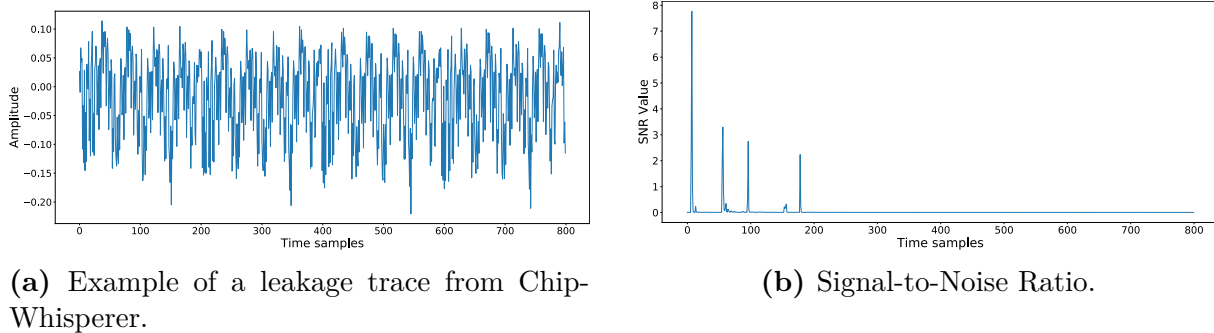 0.10
0.05
0.00
−0.05
−0.10
−0.15
−0.20
Amplitude
0 100 200 300 400 500 600 700 800
Time samples
(a) Example of a leakage trace from Chip-
Whisperer.
8
7
6
5
4
3
2
1
0
SNR Value
0 100 200 300 400 500 600 700 800
Time samples
(b) Signal-to-Noise Ratio.